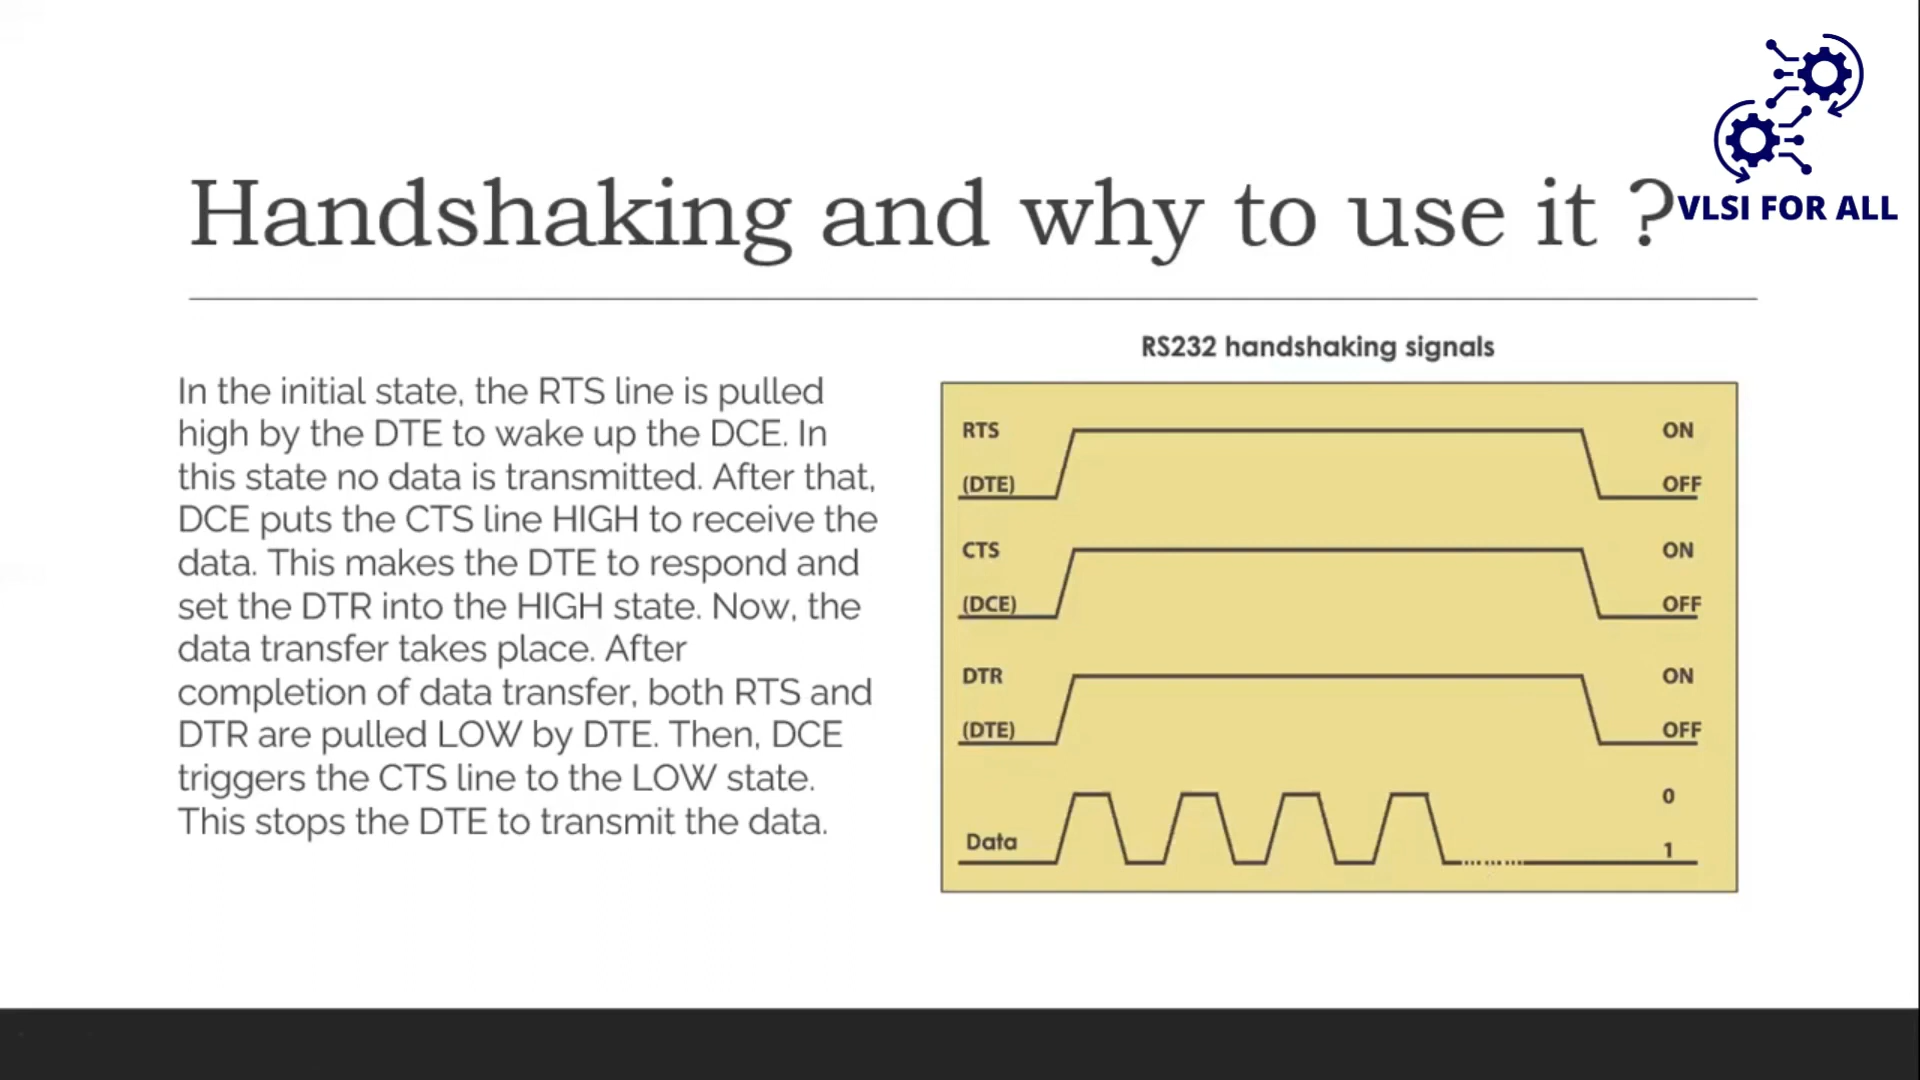 VLSI FOR ALL
Handshaking and why to use it ?
In the initial state, the RTS line is pulled
high by the DTE to wake up the DCE. In
this state no data is transmitted. After that,
DCE puts the CTS line HIGH to receive the
data. This makes the DTE to respond and
set the DTR into the HIGH state. Now, the
data transfer takes place. After
completion of data transfer, both RTS and
DTR are pulled LOW by DTE. Then, DCE
triggers the CTS line to the LOW state.
This stops the DTE to transmit the data.
RS232 handshaking signals
RTS ON
(DTE) OFF
CTS ON
(DCE) OFF
DTR ON
(DTE) OFF
0
Data 1